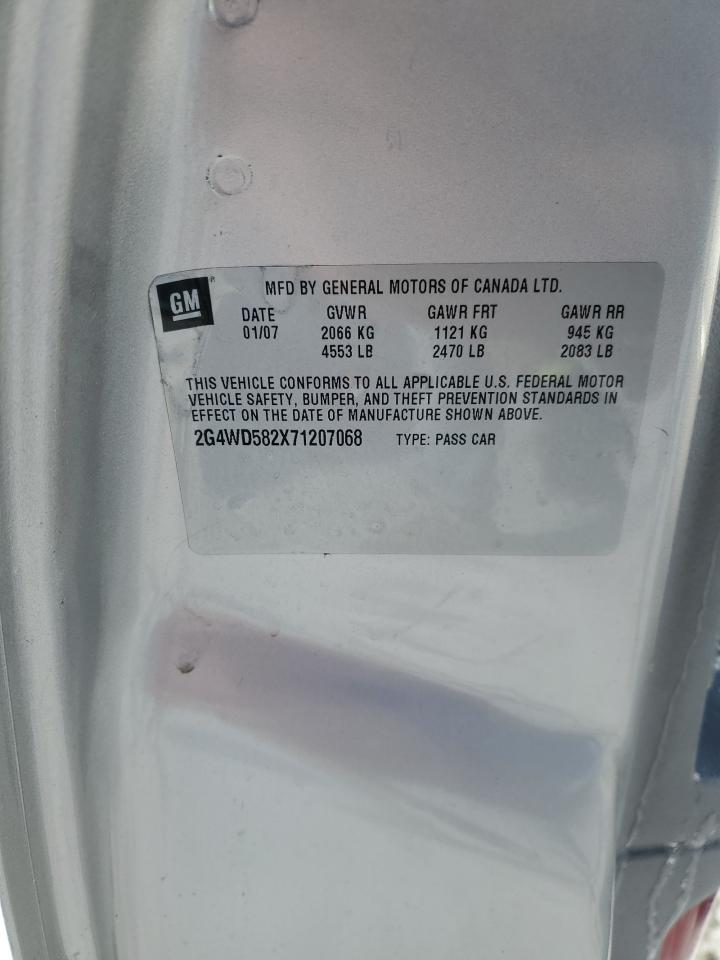 GM
MFD BY GENERAL MOTORS OF CANADA LTD.
DATE GVWR GAWR FRT GAWR RR
01/07 2066 KG 1121 KG 945 KG
4553 LB 2470 LB 2083 LB
THIS VEHICLE CONFORMS TO ALL APPLICABLE U.S. FEDERAL MOTOR
VEHICLE SAFETY, BUMPER, AND THEFT PREVENTION STANDARDS IN
EFFECT ON THE DATE OF MANUFACTURE SHOWN ABOVE.
2G4WD582X71207068 TYPE: PASS CAR